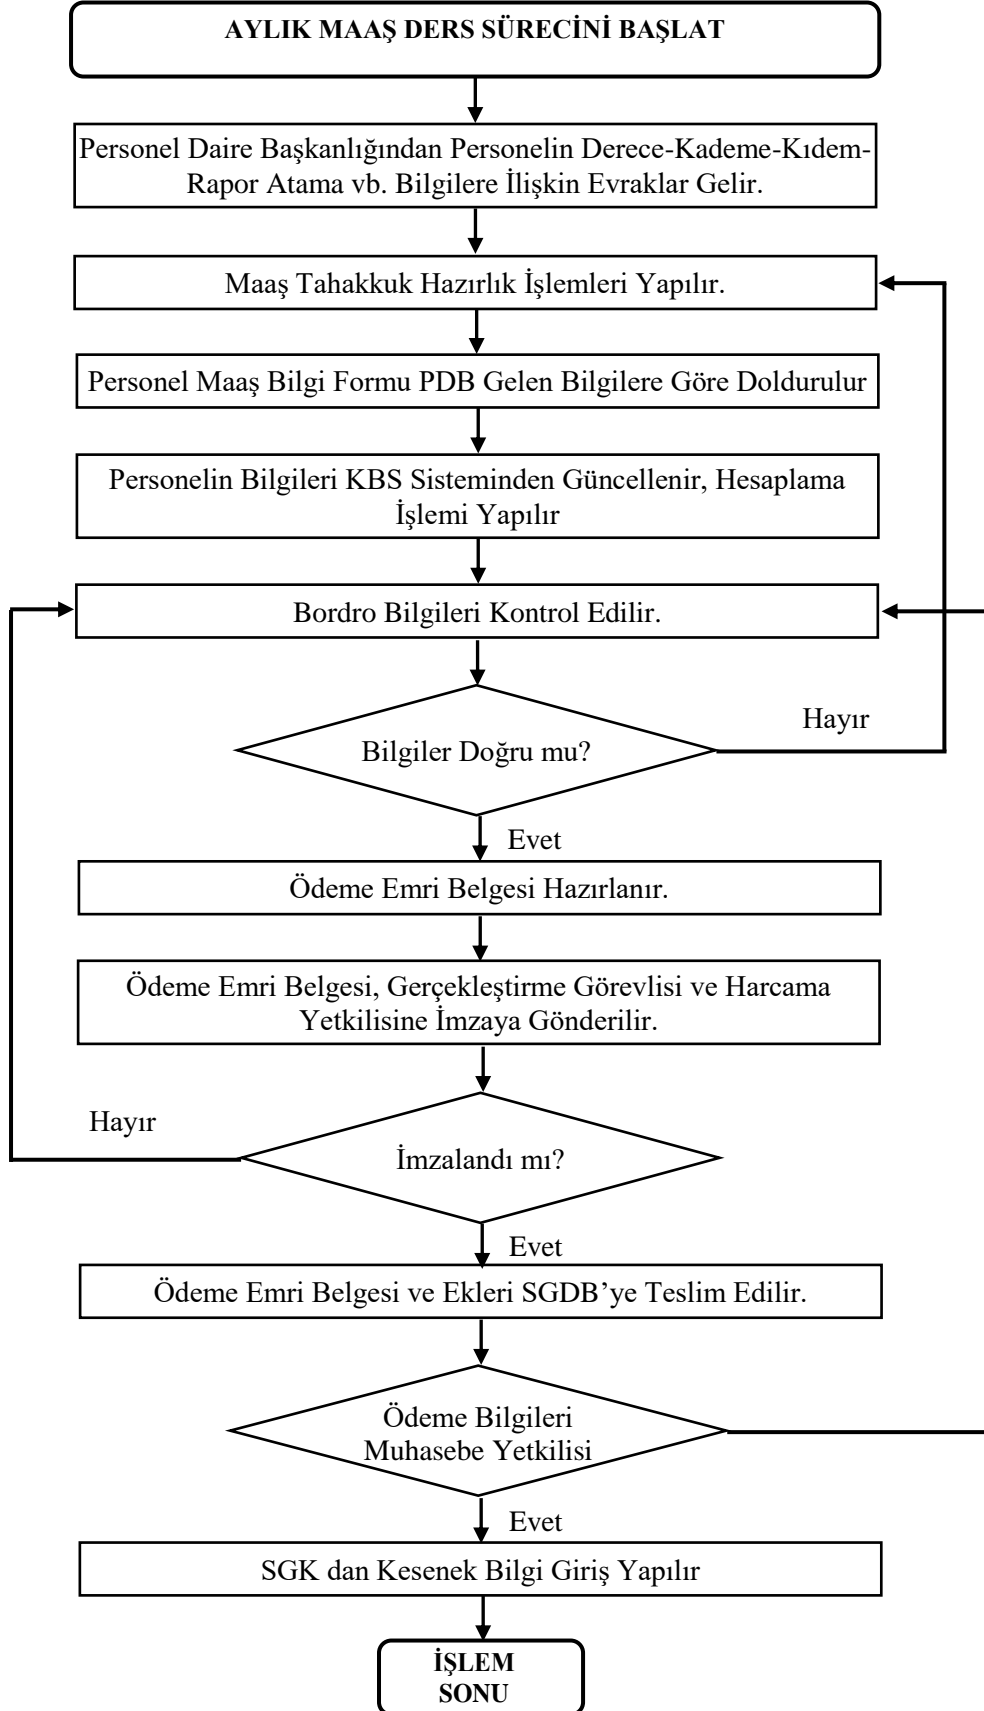 AYLIK MAAŞ DERS SÜRECİNİ BAŞLAT
Personel Daire Başkanlığından Personelin Derece-Kademe-Kıdem-
Rapor Atama vb. Bilgilere İlişkin Evraklar Gelir.
Maaş Tahakkuk Hazırlık İşlemleri Yapılır.
Personel Maaş Bilgi Formu PDB Gelen Bilgilere Göre Doldurulur
Personelin Bilgileri KBS Sisteminden Güncellenir, Hesaplama
İşlemi Yapılır
Bordro Bilgileri Kontrol Edilir.
Hayır
Bilgiler Doğru mu?
Evet
Ödeme Emri Belgesi Hazırlanır.
Ödeme Emri Belgesi, Gerçekleştirme Görevlisi ve Harcama
Yetkilisine İmzaya Gönderilir.
Hayır
İmzalandı mı?
Evet
Ödeme Emri Belgesi ve Ekleri SGDB’ye Teslim Edilir.
Ödeme Bilgileri
Muhasebe Yetkilisi
Evet
SGK dan Kesenek Bilgi Giriş Yapılır
İŞLEM
SONU